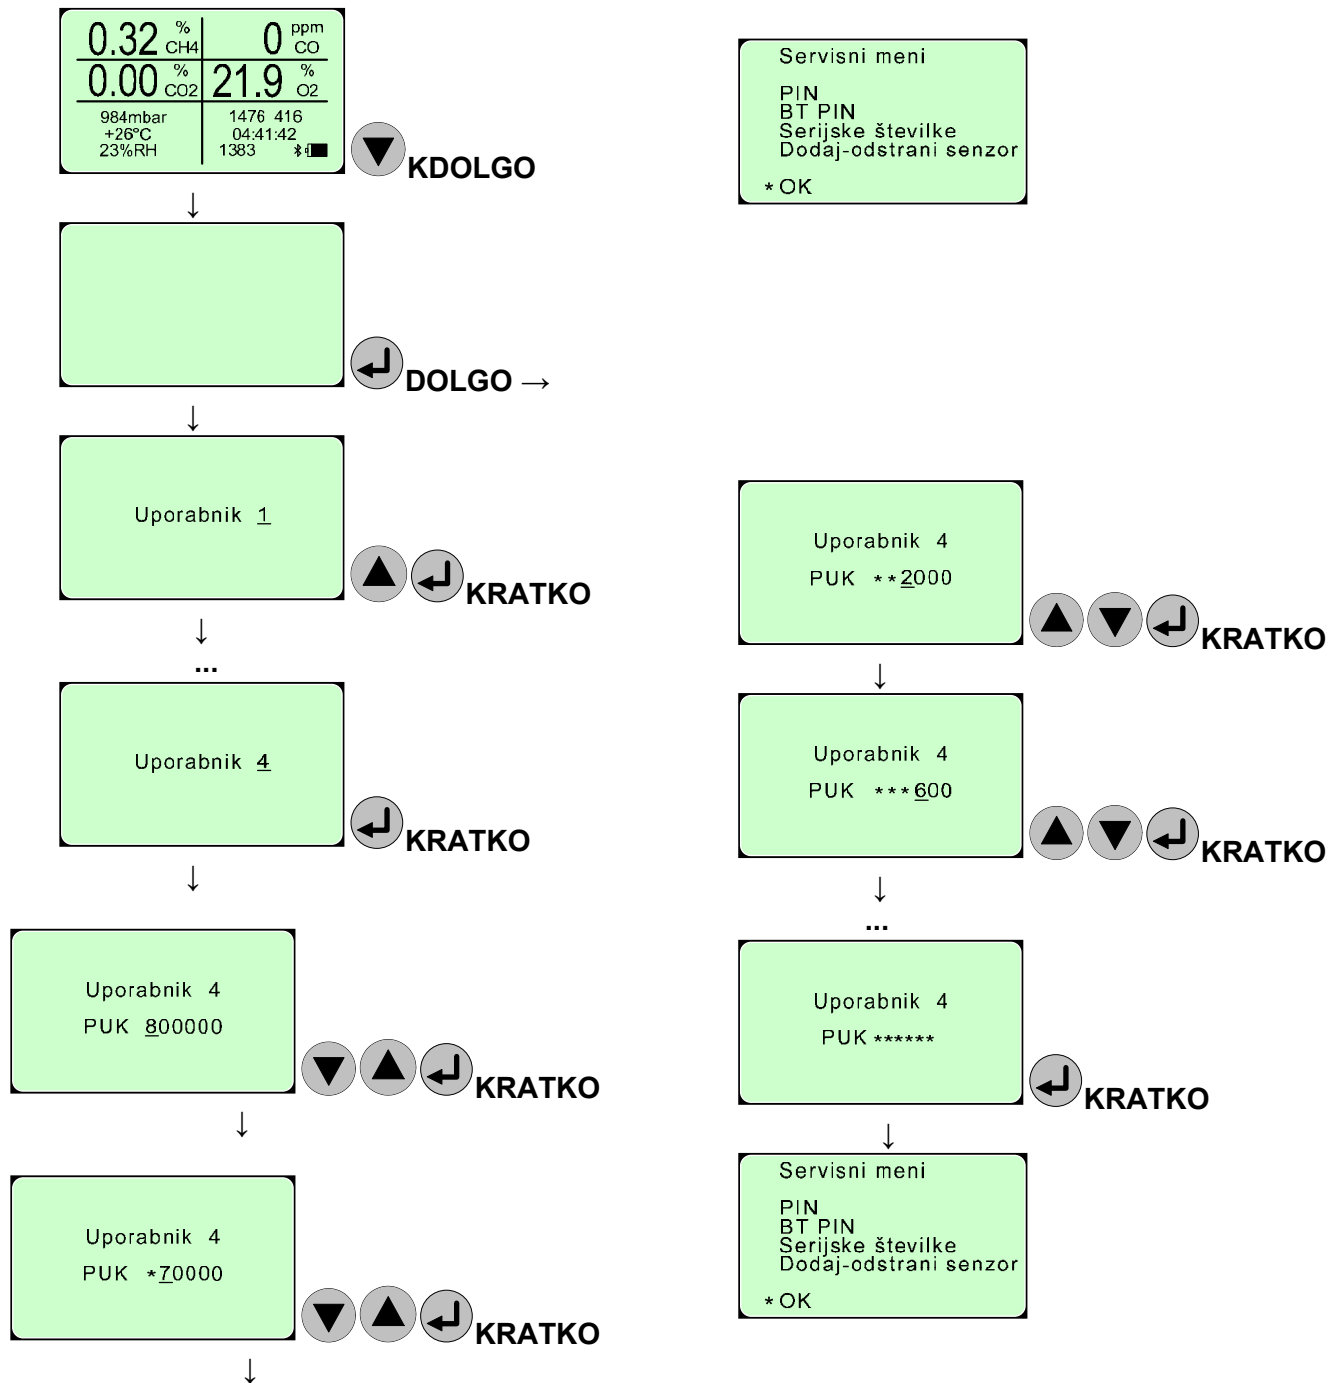 0.32 % CH4 0 ppm CO
0.00 % CO2 21.9 % O2
984mbar 1476 416
+26°C 04:41:42
23%RH 1383
KDOLGO
↓
DOLGO →
↓
Uporabnik 1
KRATKO
↓
...
Uporabnik 4
KRATKO
↓
Uporabnik 4
PUK 800000
KRATKO
↓
Uporabnik 4
PUK *70000
KRATKO
↓
Servisni meni
PIN
BT PIN
Serijske številke
Dodaj-odstrani senzor
*OK
Uporabnik 4
PUK **2000
KRATKO
↓
Uporabnik 4
PUK ***600
KRATKO
↓
...
Uporabnik 4
PUK ******
KRATKO
↓
Servisni meni
PIN
BT PIN
Serijske številke
Dodaj-odstrani senzor
*OK